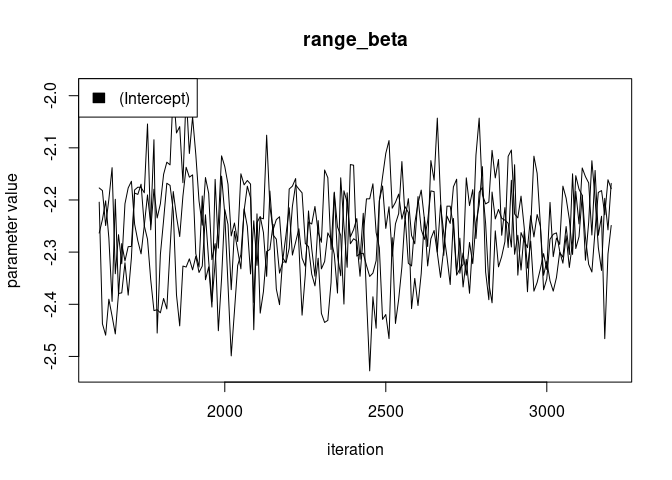 range_beta
(Intercept)
parameter value
-2.0
-2.1
-2.2
-2.3
-2.4
-2.5
2000
2500
3000
iteration